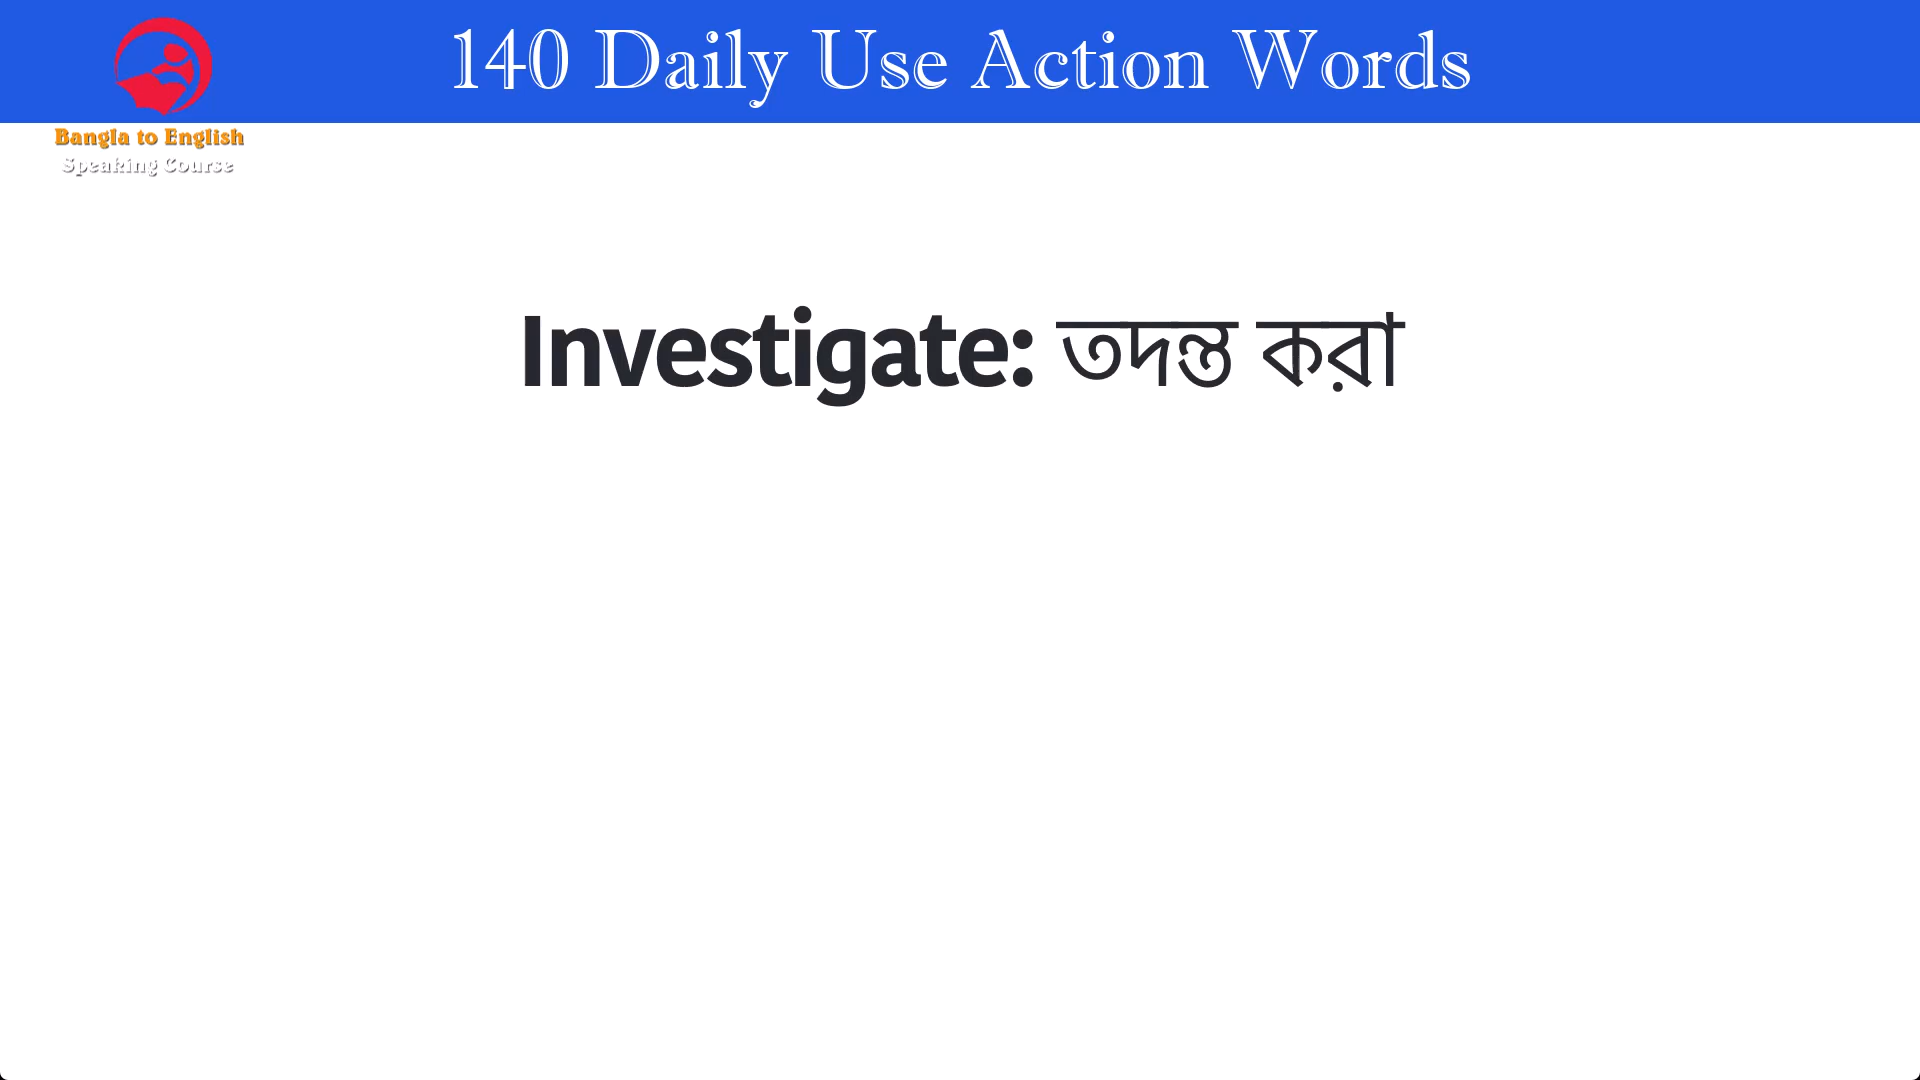 140 Daily Use Action Words
Bangla to English
Speaking Course
Investigate: তদন্ত করা